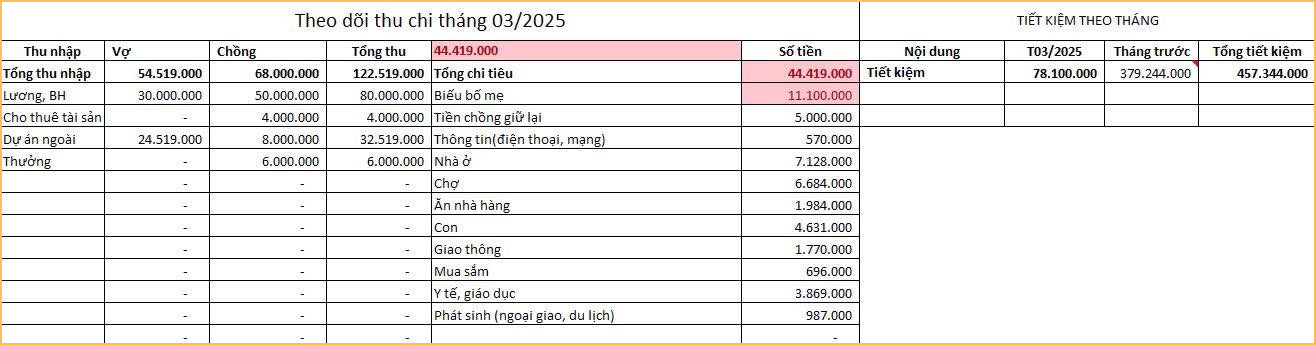 Theo dõi thu chi tháng 03/2025 TIẾT KIỆM THEO THÁNG
Thu nhập Vợ Chồng Tổng thu 44.419.000 Số tiền Nội dung T03/2025 Tháng trước Tổng tiết kiệm
Tổng thu nhập 54.519.000 68.000.000 122.519.000 Tổng chi tiêu 44.419.000 Tiết kiệm 78.100.000 379.244.000 457.344.000
Lương, BH 30.000.000 50.000.000 80.000.000 Biếu bố mẹ 11.100.000
Cho thuê tài sản - 4.000.000 4.000.000 Tiền chồng giữ lại 5.000.000
Dự án ngoài 24.519.000 8.000.000 32.519.000 Thông tin(điện thoại, mạng) 570.000
Thưởng - 6.000.000 6.000.000 Nhà ở 7.128.000
- - - Chợ 6.684.000
- - - Ăn nhà hàng 1.984.000
- - - Con 4.631.000
- - - Giao thông 1.770.000
- - - Mua sắm 696.000
- - - Y tế, giáo dục 3.869.000
- - - Phát sinh (ngoại giao, du lịch) 987.000
- - - -